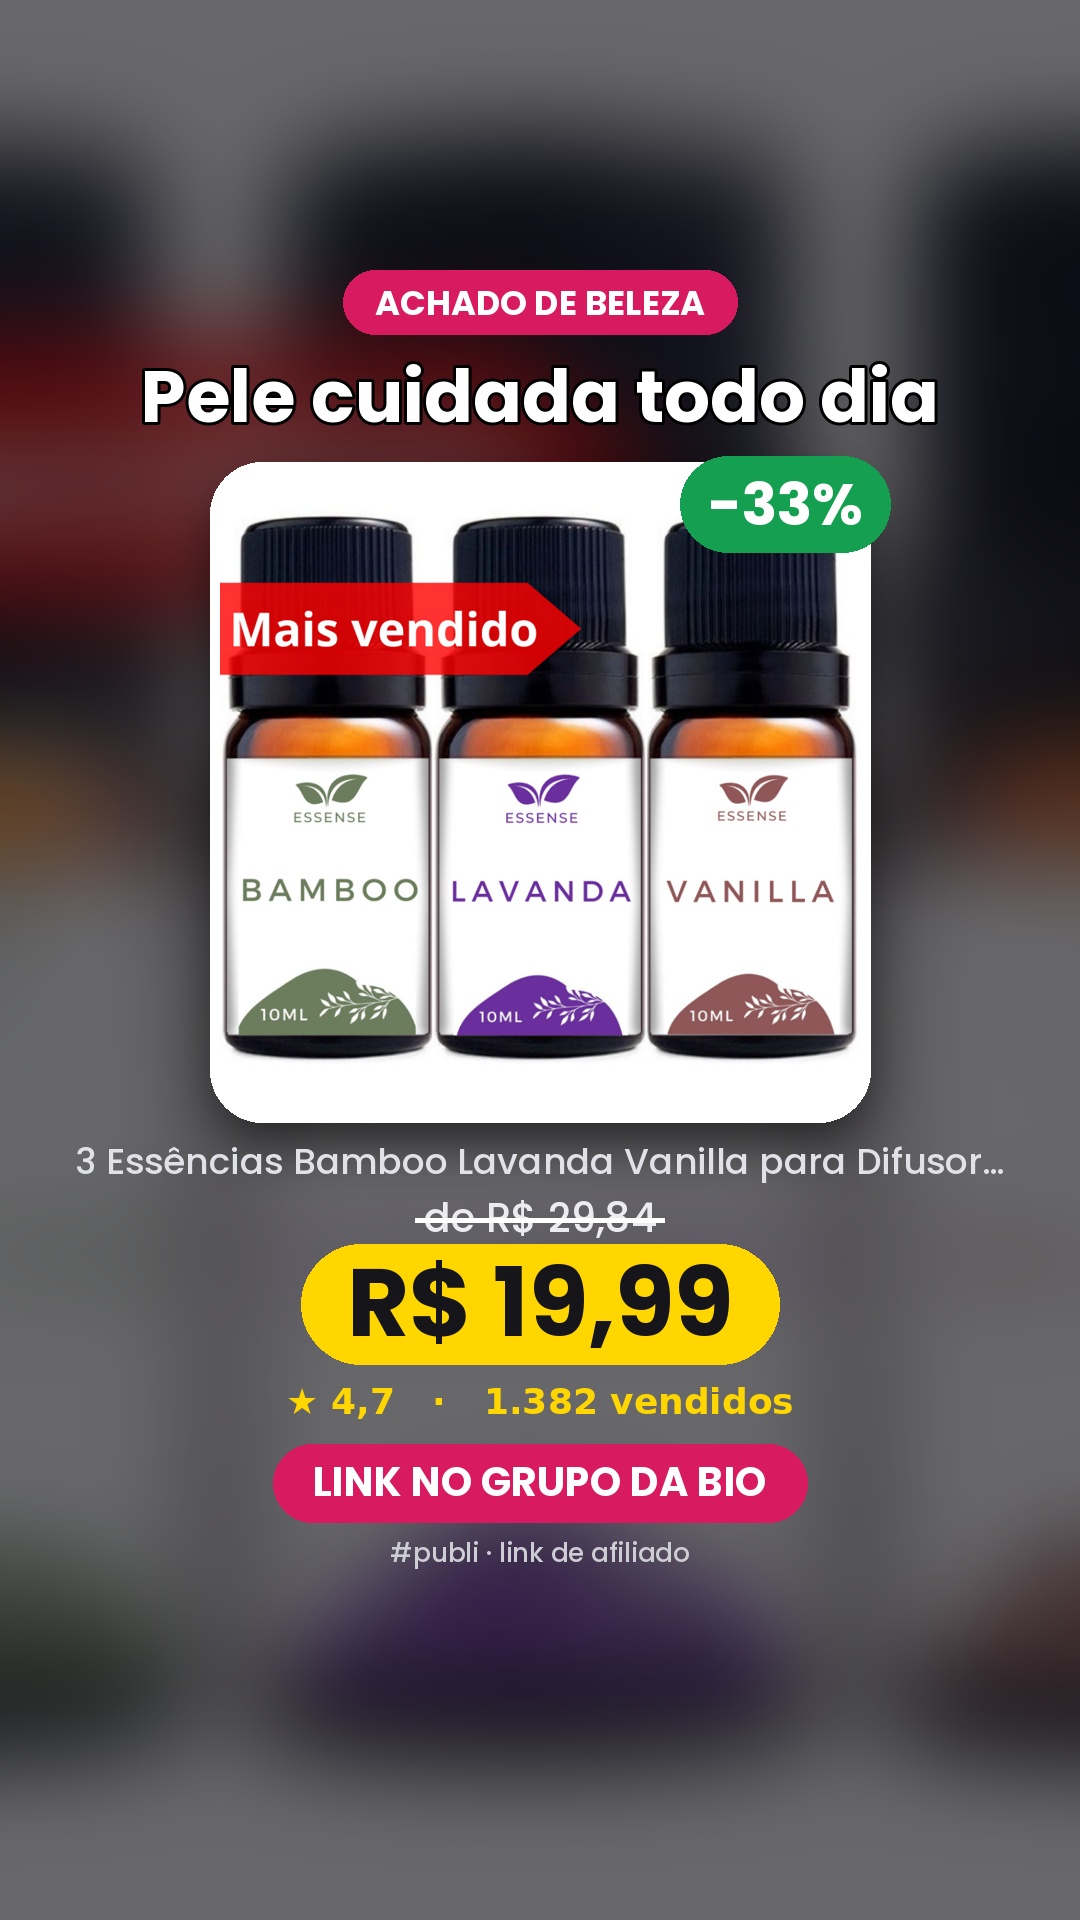 ACHADO DE BELEZA
Pele cuidada todo dia
-33%
Mais vendido
ESSENSE
BAMBOO
10ML
ESSENSE
LAVANDA
10ML
ESSENSE
VANILLA
10ML
3 Essências Bamboo Lavanda Vanilla para Difusor...
de R$ 29,84
R$ 19,99
★ 4,7 · 1.382 vendidos
LINK NO GRUPO DA BIO
#publi · link de afiliado